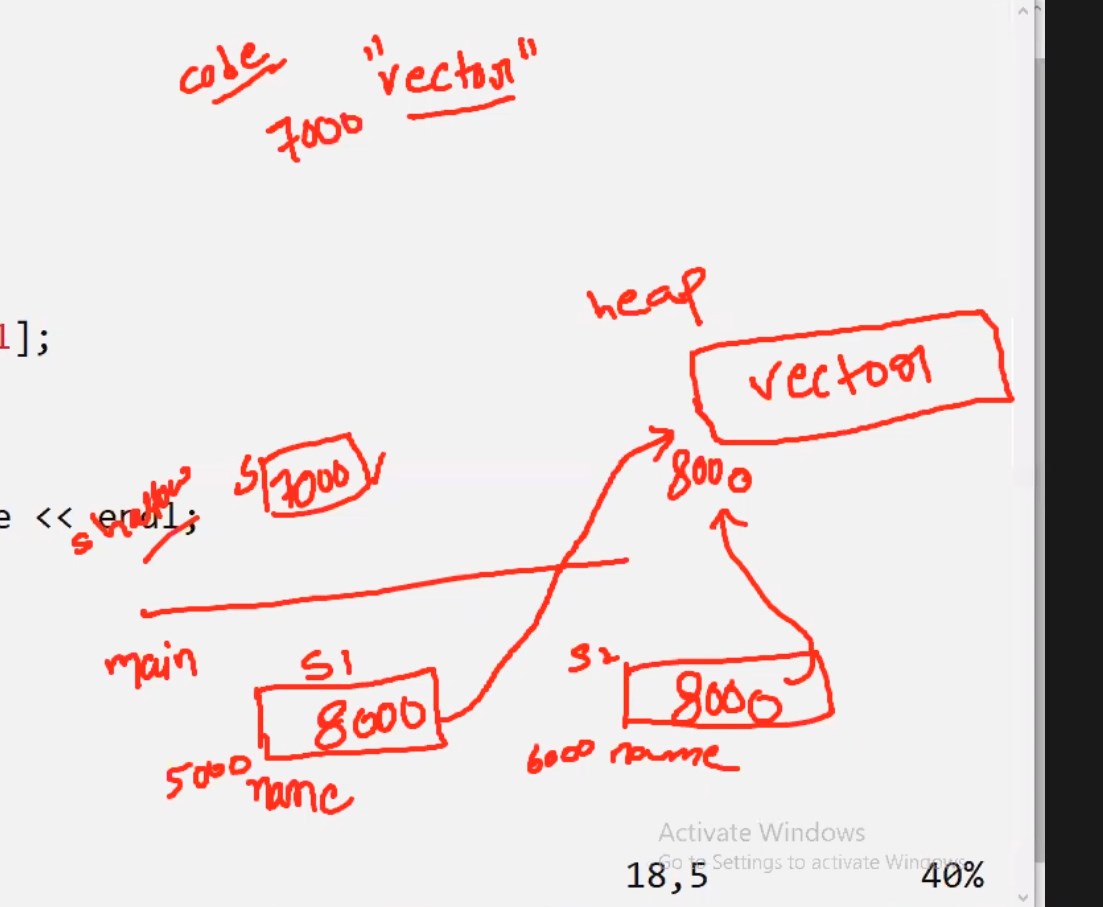 code "vector"
7000
heap
1];
vector
S 7000
8000
shallow
e << endl;
main
S1
S2
8000
8000
5000
name
6000 name
Activate Windows
Go to Settings to activate Windows.
18,5 40%